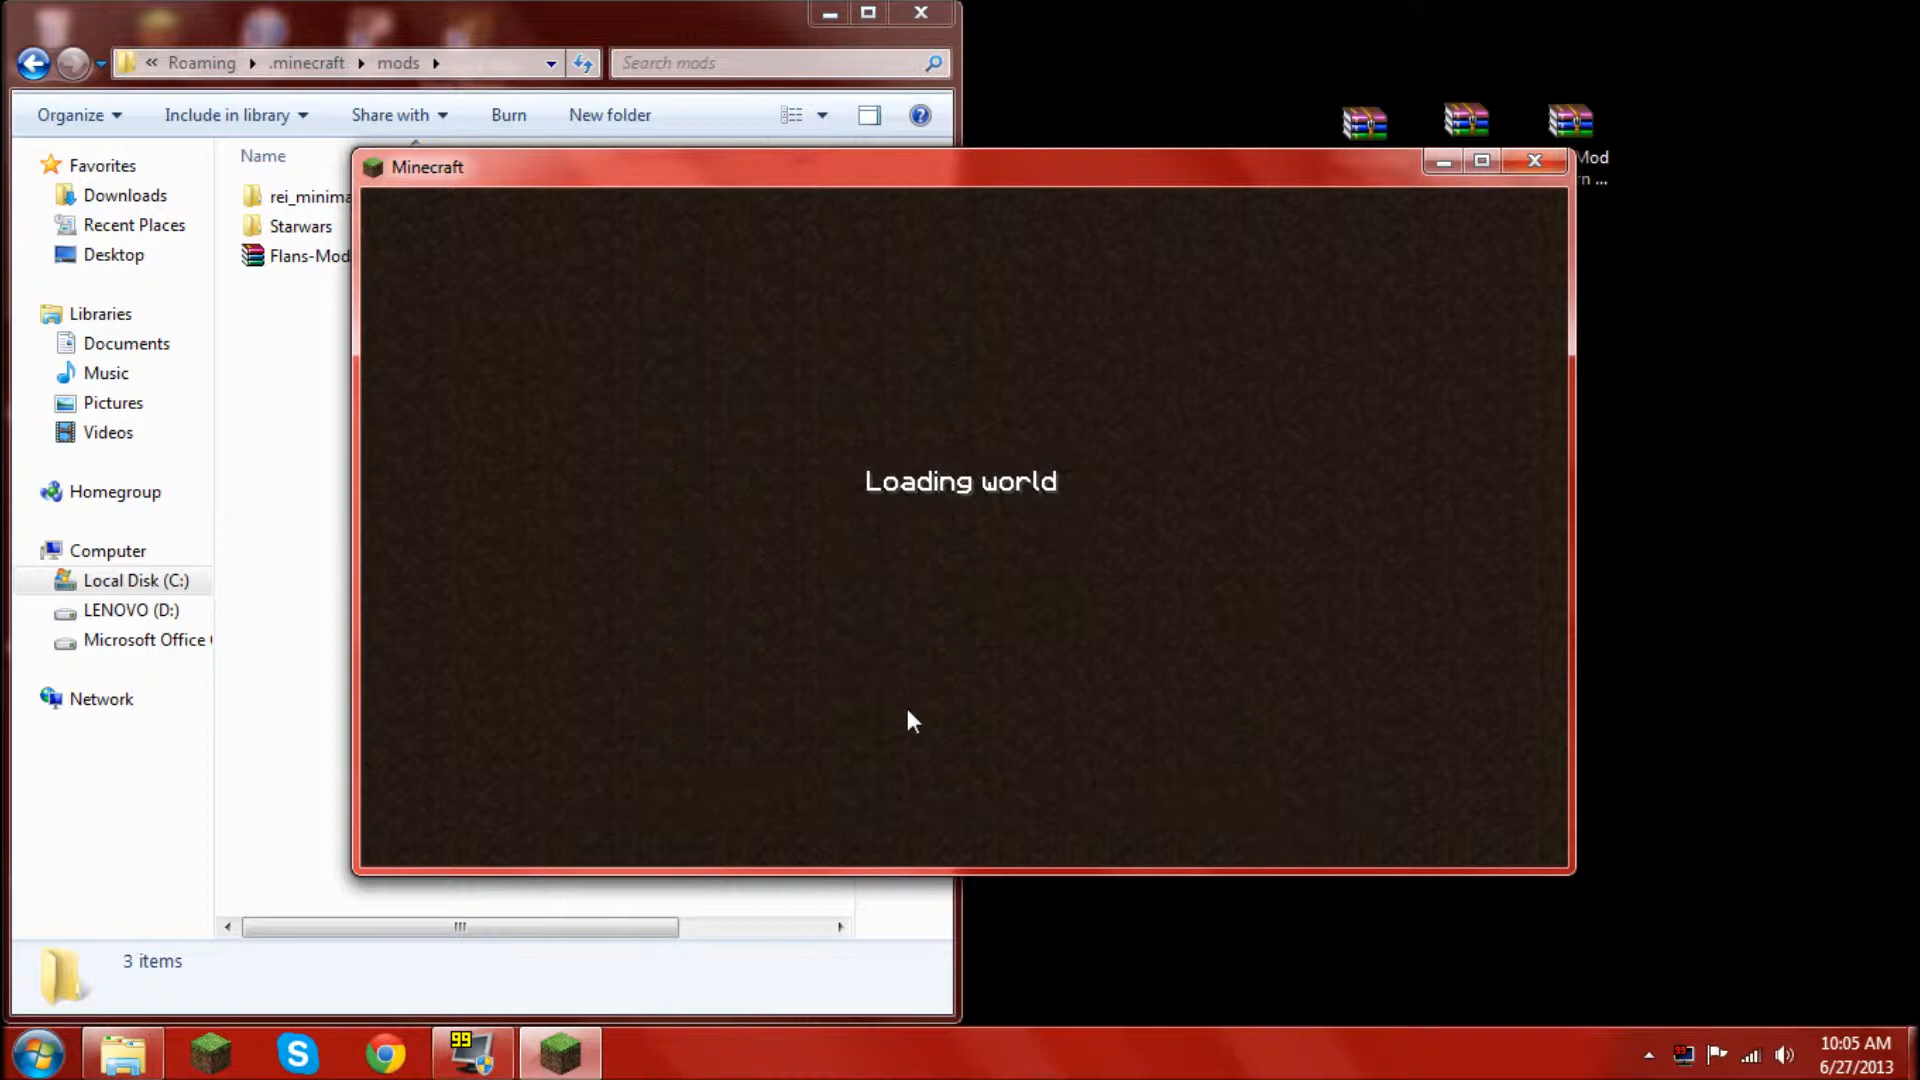 « Roaming .minecraft mods
Search mods
Organize Include in library Share with Burn New folder
Name
Favorites
Downloads
Recent Places
Desktop
Libraries
Documents
Music
Pictures
Videos
Homegroup
Computer
Local Disk (C:)
LENOVO (D:)
Microsoft Office
Network
rei_minima
Starwars
Flans-Mod
Minecraft
Loading world
Mod
rn ...
3 items
99
10:05 AM
6/27/2013